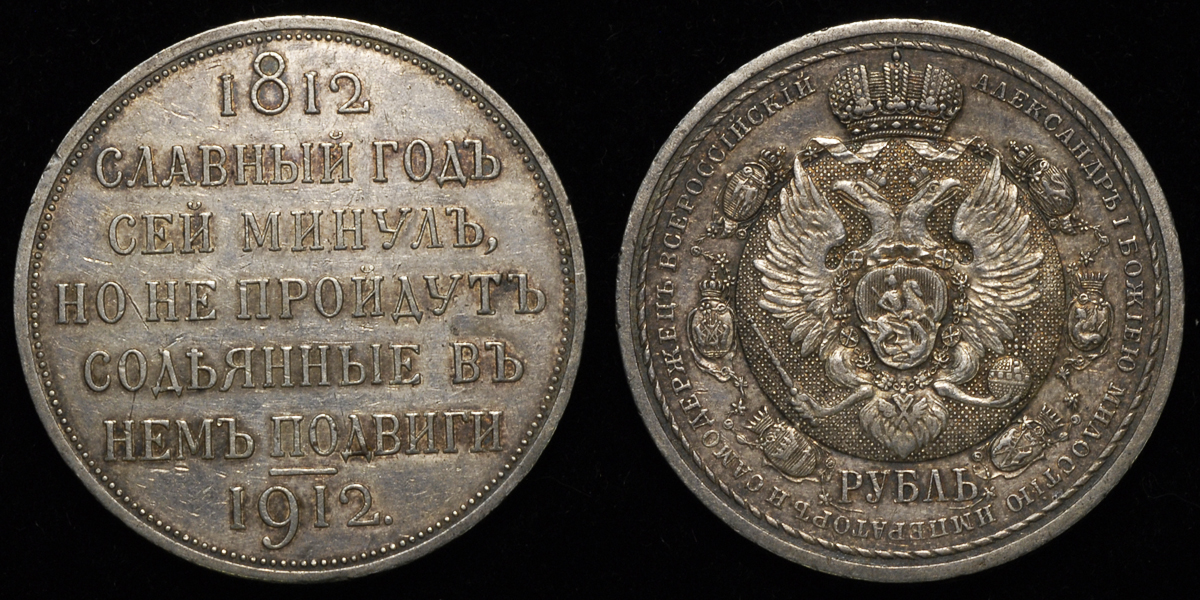 1812
СЛАВНЫЙ ГОДЪ
СЕЙ МИНУЛЪ,
НО НЕ ПРОЙДУТЪ
СОДѢЯННЫЕ ВЪ
НЕМЪ ПОДВИГИ
1912.
АЛЕКСАНДРЪ I БОЖІЕЮ МИЛОСТІЮ ИМПЕРАТОРЪ И САМОДЕРЖЕЦЪ ВСЕРОССІЙСКІЙ
РУБЛЬ